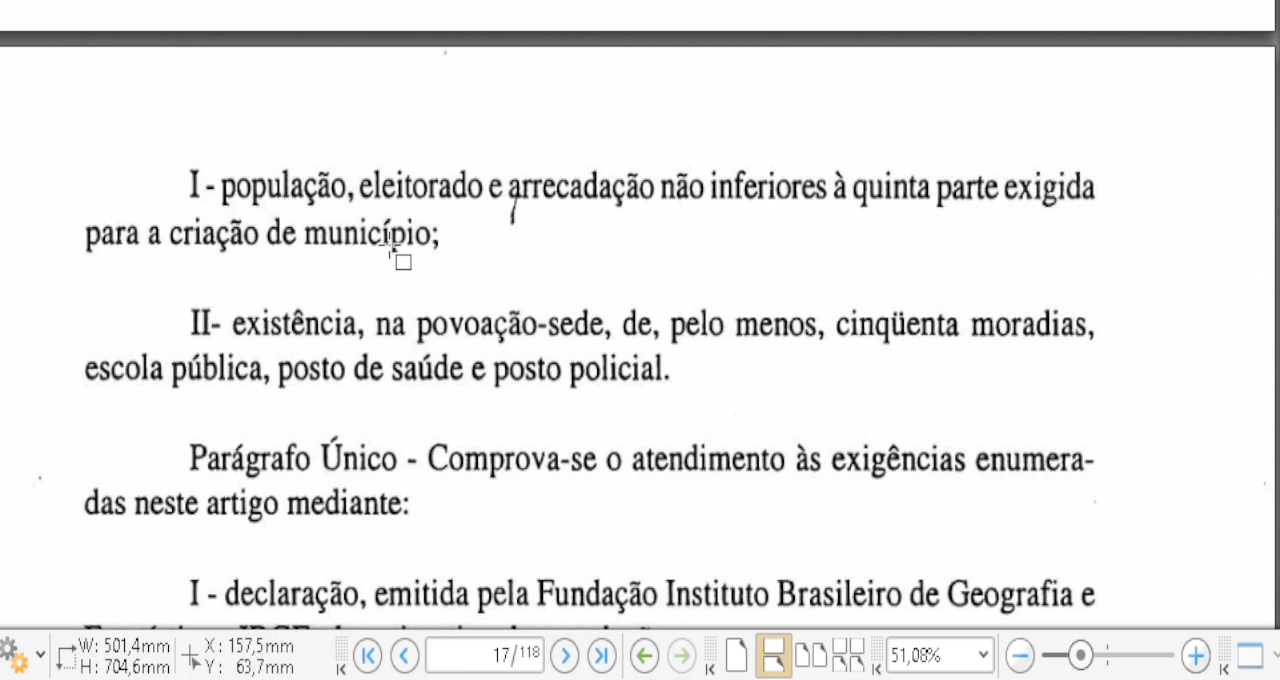 I - população, eleitorado e arrecadação não inferiores à quinta parte exigida
para a criação de município;
II- existência, na povoação-sede, de, pelo menos, cinqüenta moradias,
escola pública, posto de saúde e posto policial.
Parágrafo Único - Comprova-se o atendimento às exigências enumera-
das neste artigo mediante:
I - declaração, emitida pela Fundação Instituto Brasileiro de Geografia e
W: 501,4mm X: 157,5mm 17/118 51,08%
H: 704,6mm Y: 63,7mm